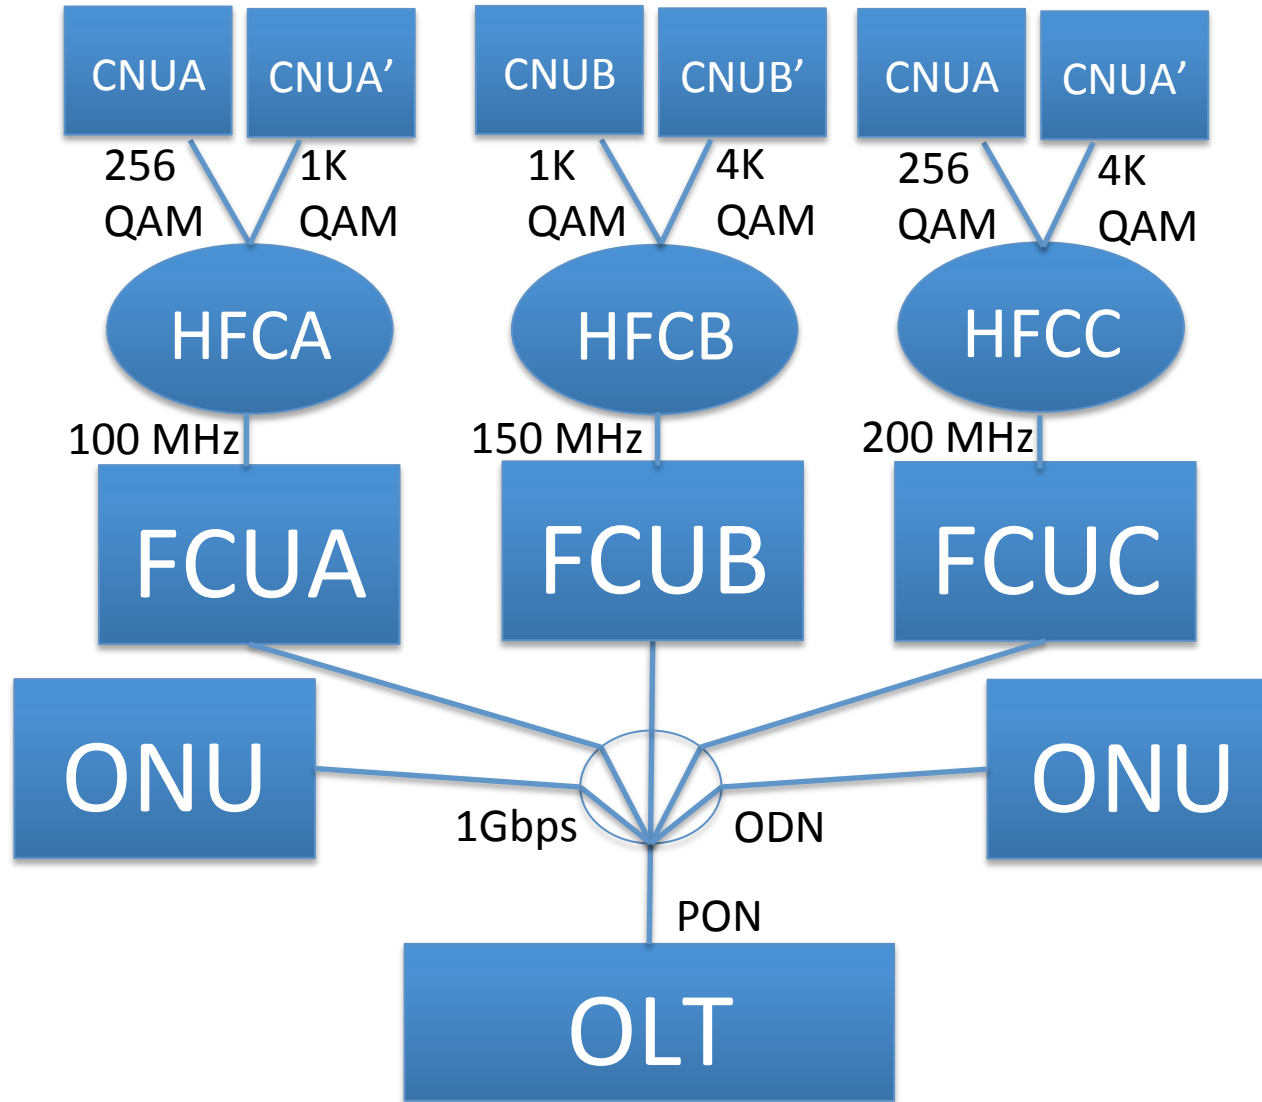 CNUA
CNUA’
CNUB
CNUB’
CNUA
CNUA’
256
QAM
1K
QAM
1K
QAM
4K
QAM
256
QAM
4K
QAM
HFCA
HFCB
HFCC
100 MHz
150 MHz
200 MHz
FCUA
FCUB
FCUC
ONU
ONU
1Gbps
ODN
PON
OLT